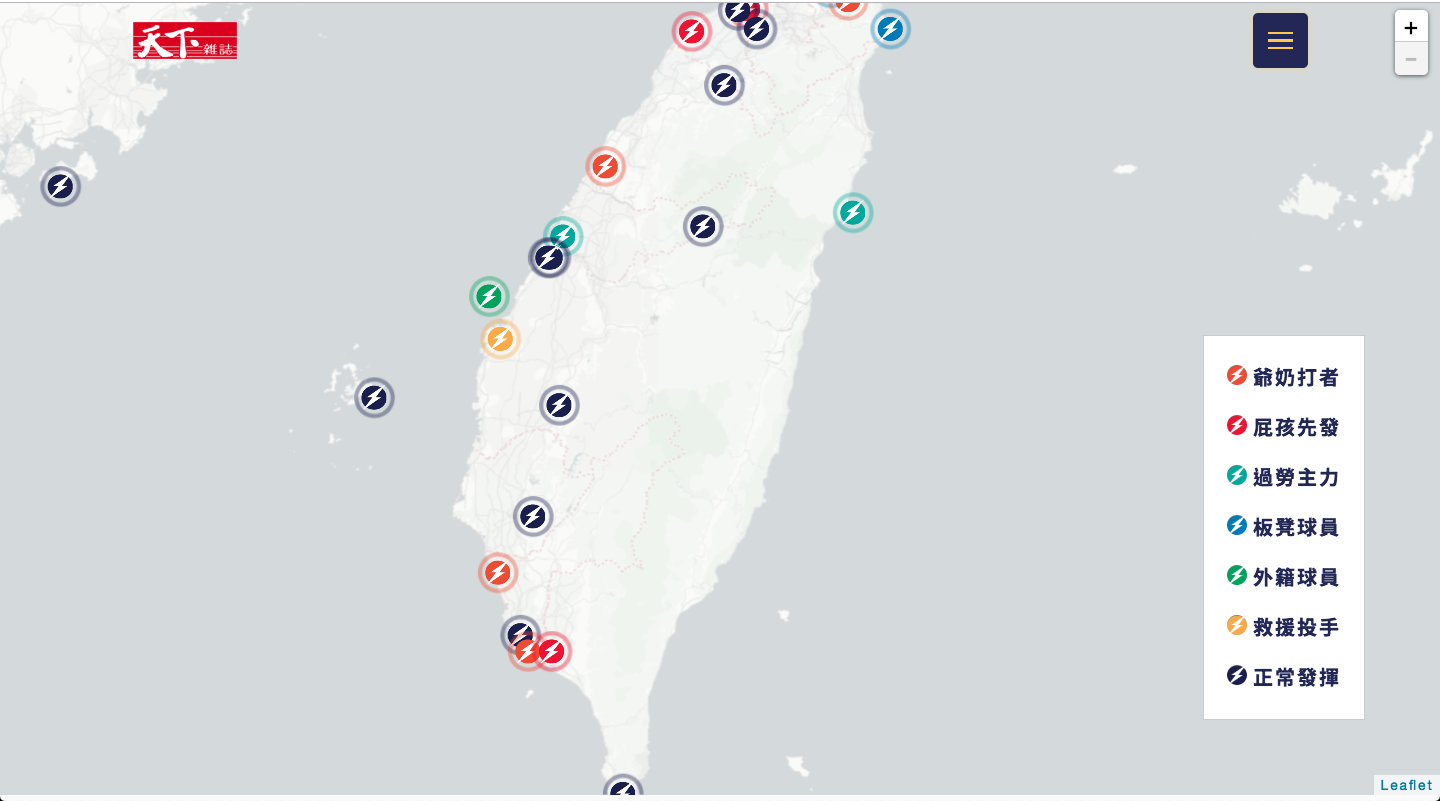 天下雜誌
+
−
爺奶打者
屁孩先發
過勞主力
板凳球員
外籍球員
救援投手
正常發揮
Leaflet